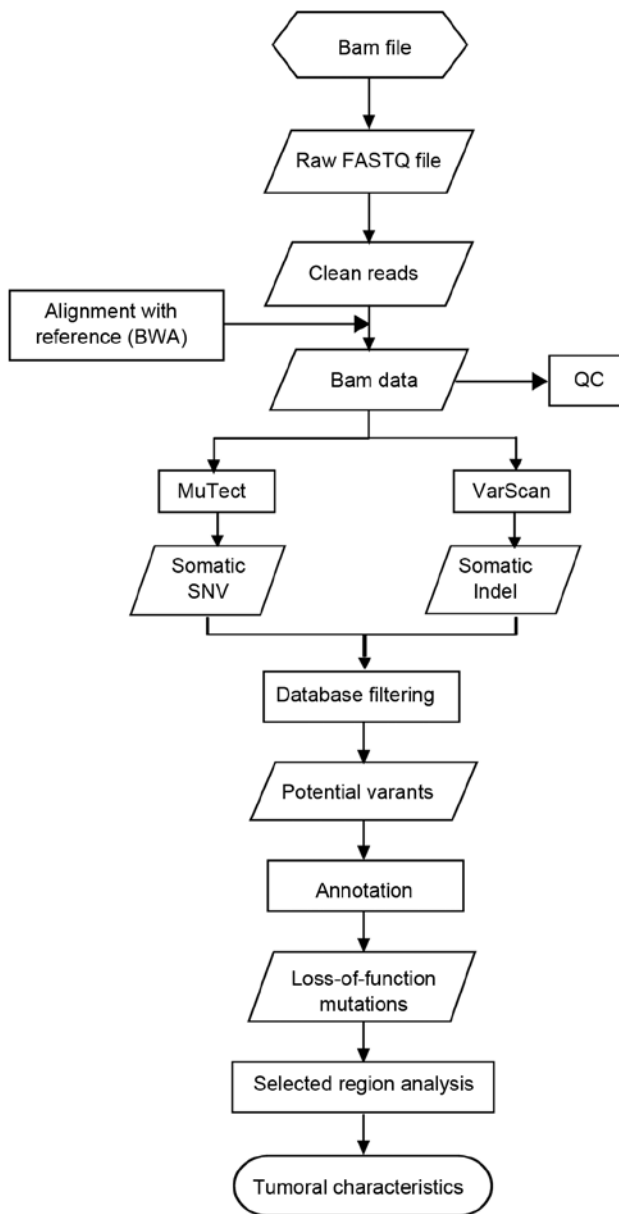 Bam file
Raw FASTQ file
Clean reads
Alignment with
reference (BWA)
Bam data
QC
MuTect
VarScan
Somatic
SNV
Somatic
Indel
Database filtering
Potential varants
Annotation
Loss-of-function
mutations
Selected region analysis
Tumoral characteristics